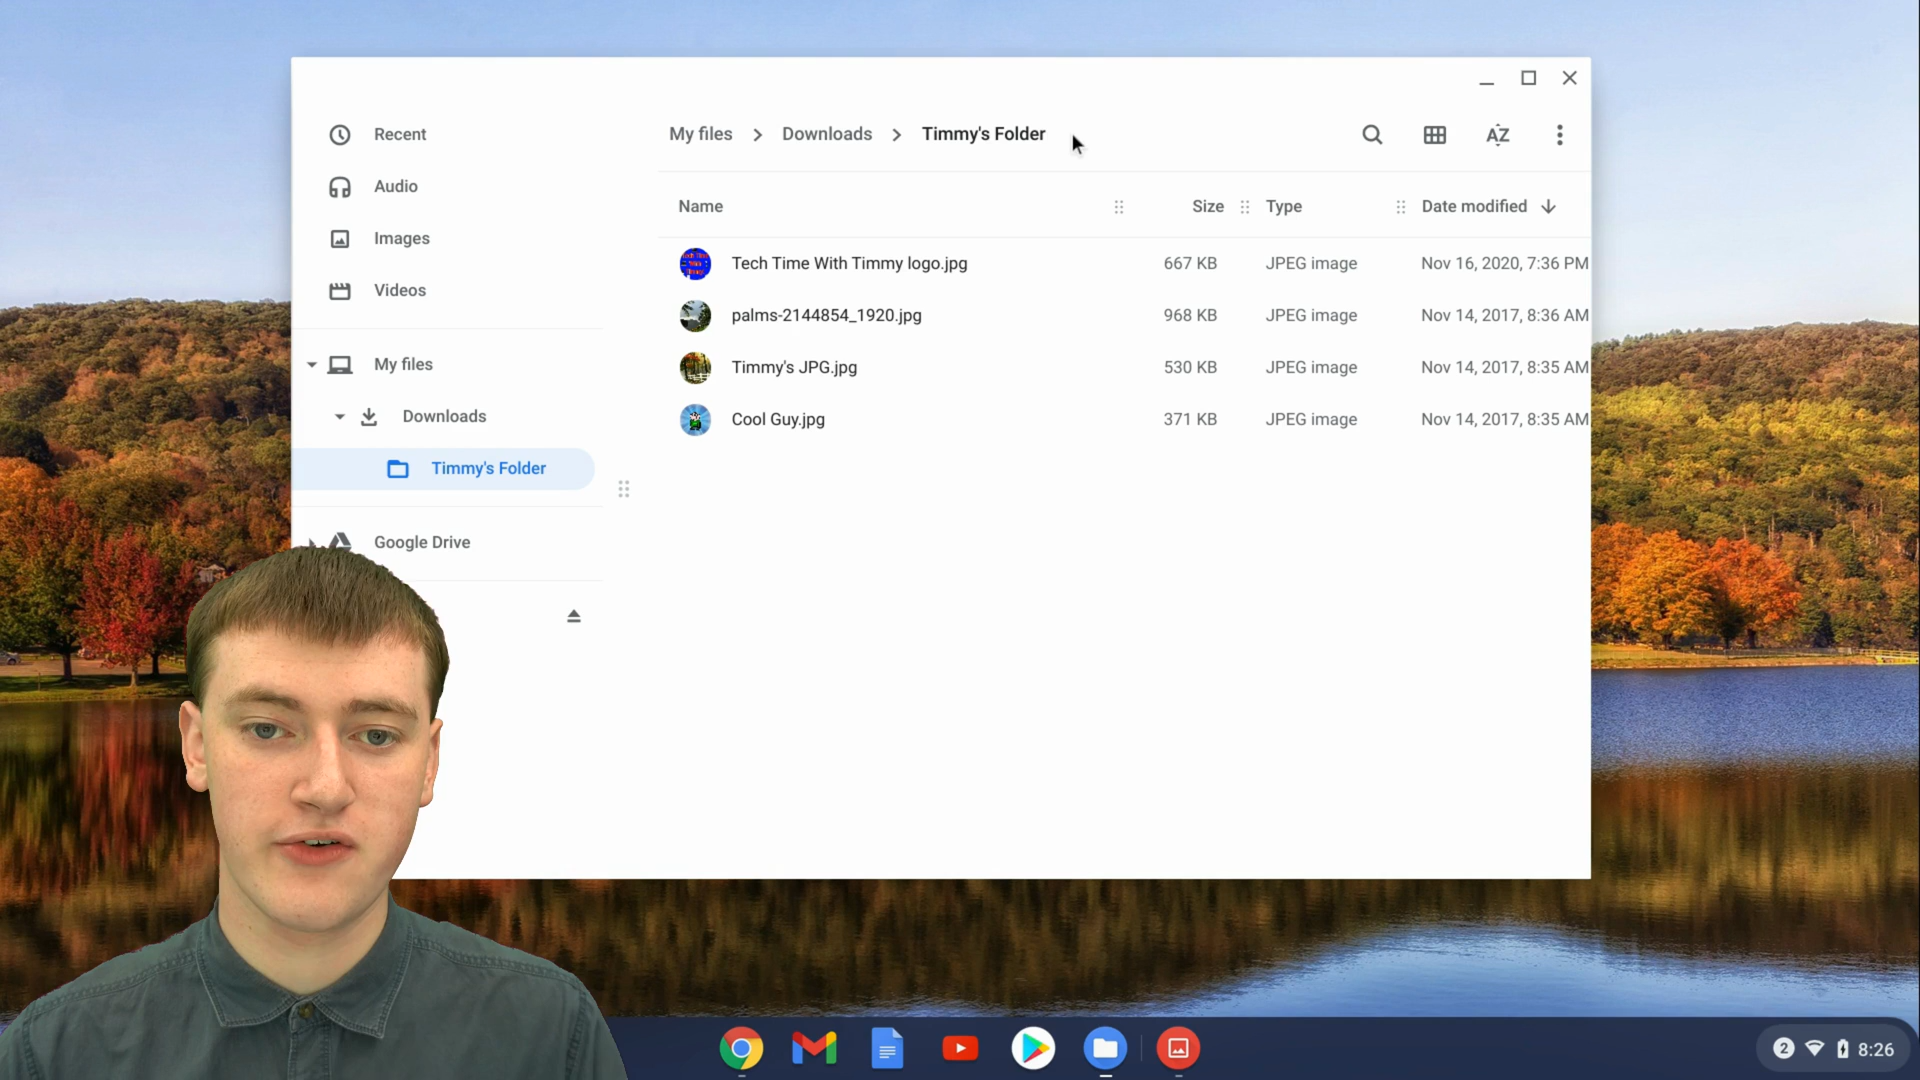 Recent
Audio
Images
Videos
My files
Downloads
Timmy's Folder
Google Drive
My files > Downloads > Timmy's Folder
AZ
Name Size Type Date modified
Tech Time With Timmy logo.jpg 667 KB JPEG image Nov 16, 2020, 7:36 PM
palms-2144854_1920.jpg 968 KB JPEG image Nov 14, 2017, 8:36 AM
Timmy's JPG.jpg 530 KB JPEG image Nov 14, 2017, 8:35 AM
Cool Guy.jpg 371 KB JPEG image Nov 14, 2017, 8:35 AM
2 8:26